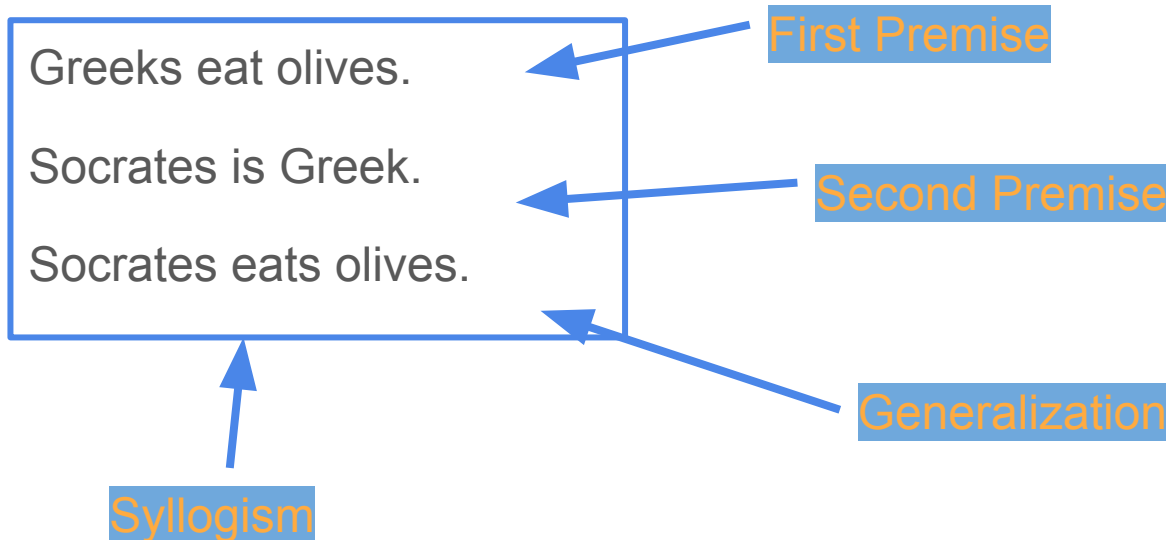 First Premise
Greeks eat olives.
Socrates is Greek.
Second Premise
Socrates eats olives.
Generalization
Syllogism